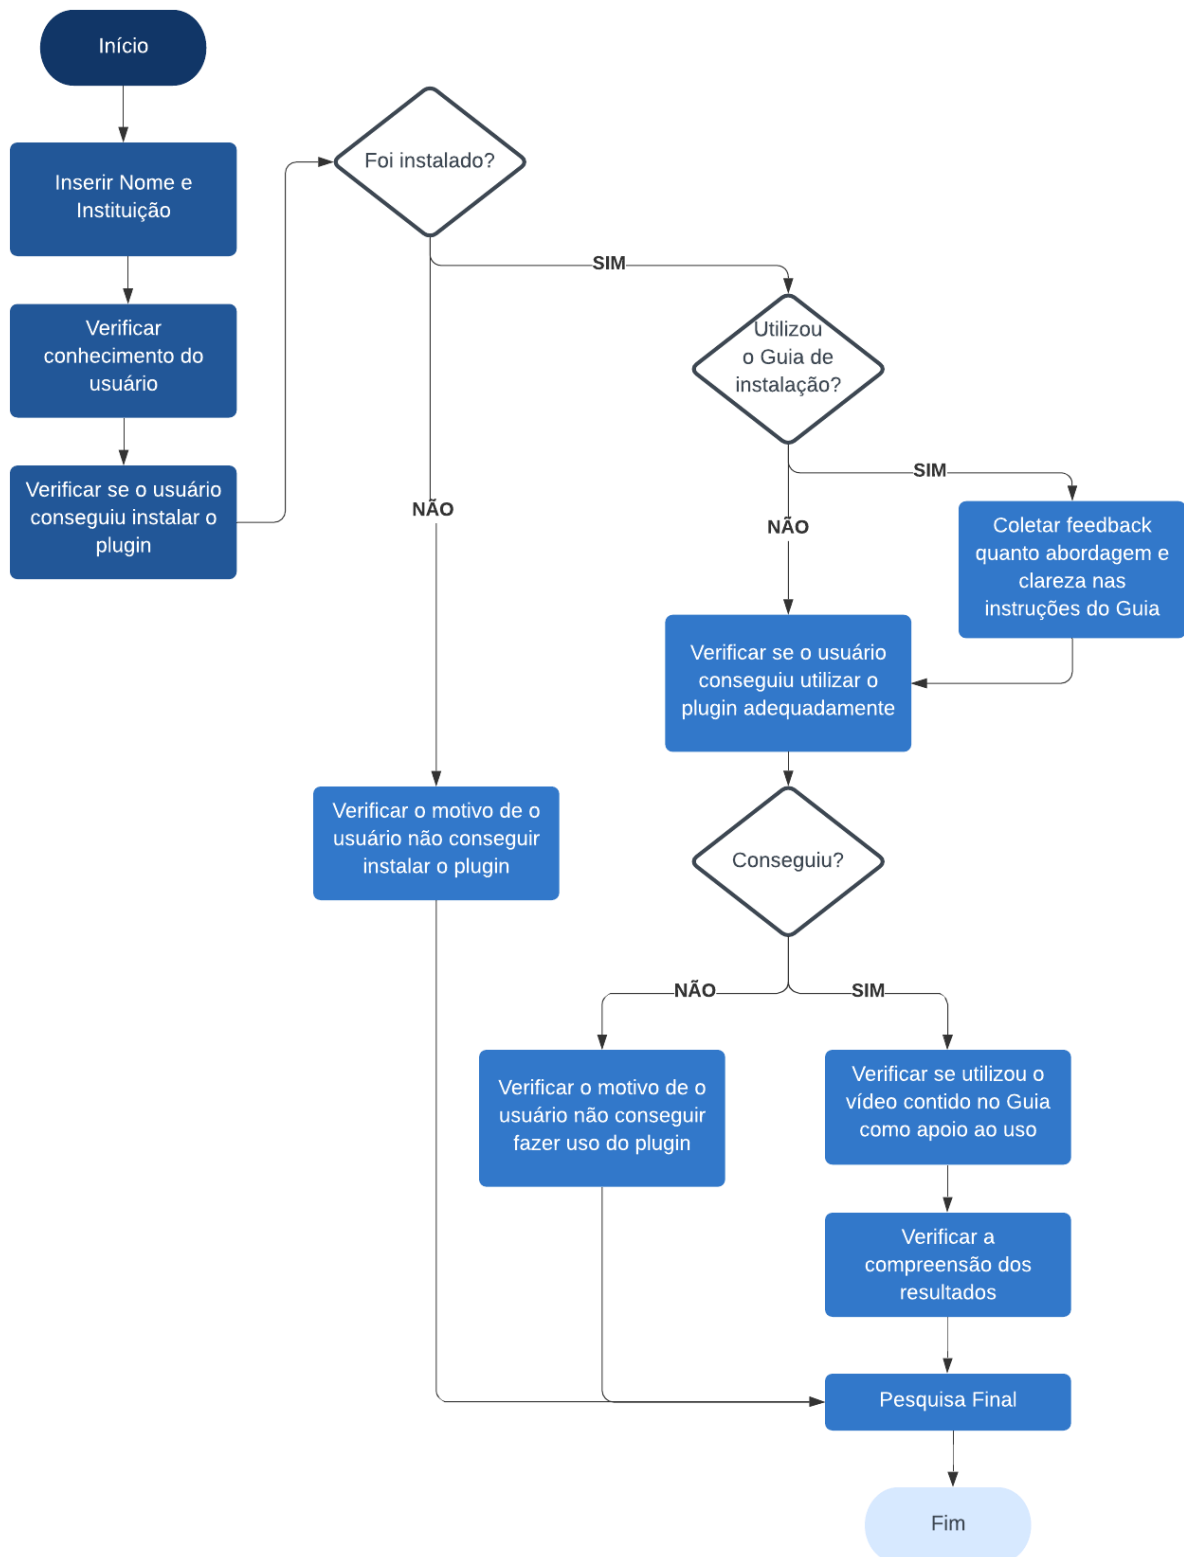 Início
Inserir Nome e
Instituição
Verificar
conhecimento do
usuário
Verificar se o usuário
conseguiu instalar o
plugin
Foi instalado?
SIM
NÃO
Utilizou
o Guia de
instalação?
SIM
NÃO
Coletar feedback
quanto abordagem e
clareza nas
instruções do Guia
Verificar se o usuário
conseguiu utilizar o
plugin adequadamente
Verificar o motivo de o
usuário não conseguir
instalar o plugin
Conseguiu?
NÃO
SIM
Verificar o motivo de o
usuário não conseguir
fazer uso do plugin
Verificar se utilizou o
vídeo contido no Guia
como apoio ao uso
Verificar a
compreensão dos
resultados
Pesquisa Final
Fim